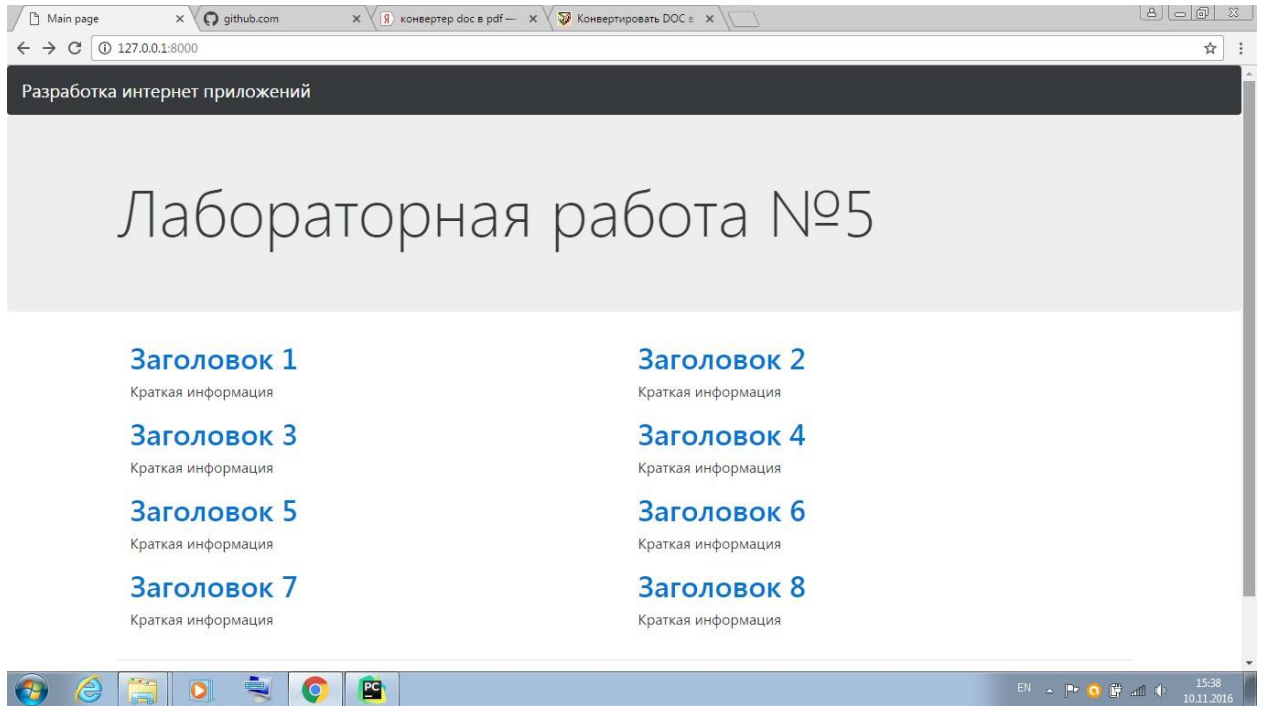 Main page
github.com
конвертер doc в pdf —
Конвертировать DOC в
127.0.0.1:8000
Разработка интернет приложений
Лабораторная работа №5
Заголовок 1
Заголовок 2
Краткая информация
Краткая информация
Заголовок 3
Заголовок 4
Краткая информация
Краткая информация
Заголовок 5
Заголовок 6
Краткая информация
Краткая информация
Заголовок 7
Заголовок 8
Краткая информация
Краткая информация
PC
EN
15:38
10.11.2016